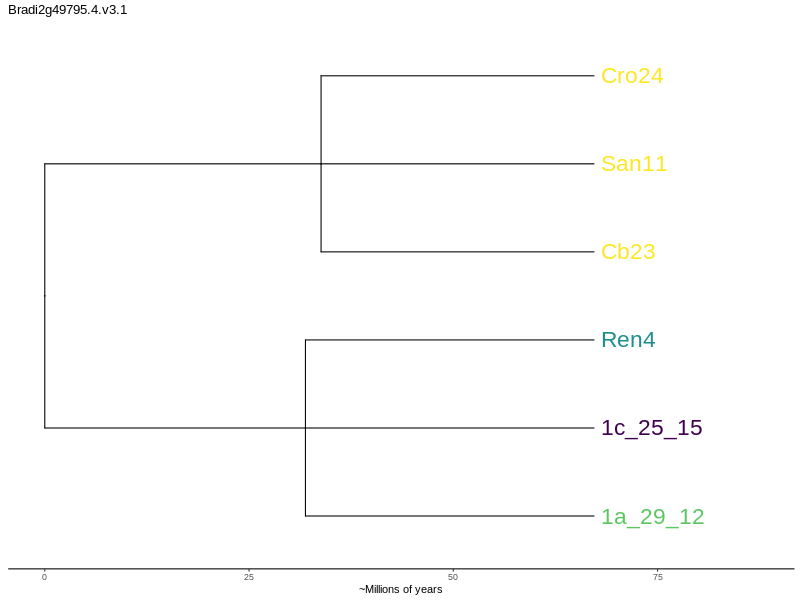 Bradi2g49795.4.v3.1
Cro24
San11
Cb23
Ren4
1c_25_15
1a_29_12
0 25 50 75
~Millions of years